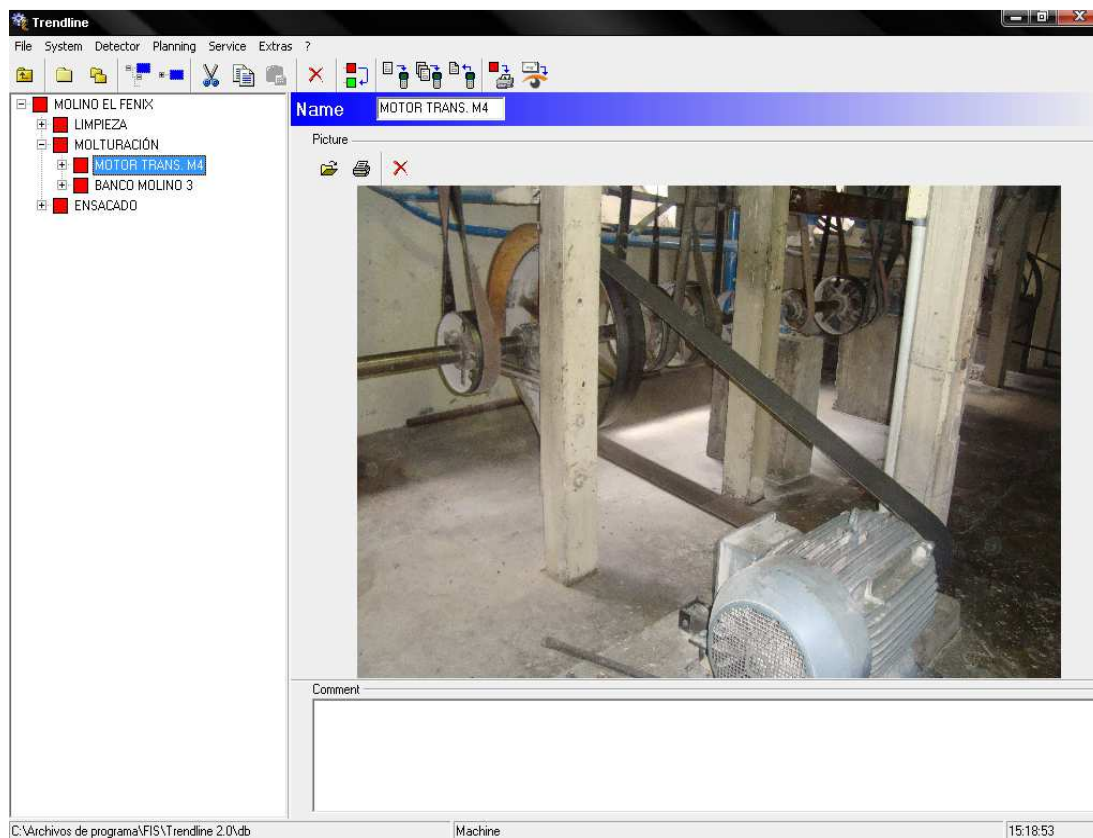 Trendline
File System Detector Planning Service Extras ?
MOLINO EL FENIX
LIMPIEZA
MOLTURACIÓN
MOTOR TRANS. M4
BANCO MOLINO 3
ENSACADO
Name MOTOR TRANS. M4
Picture
Comment
C:\Archivos de programa\FIS\Trendline 2.0\db Machine 15:18:53